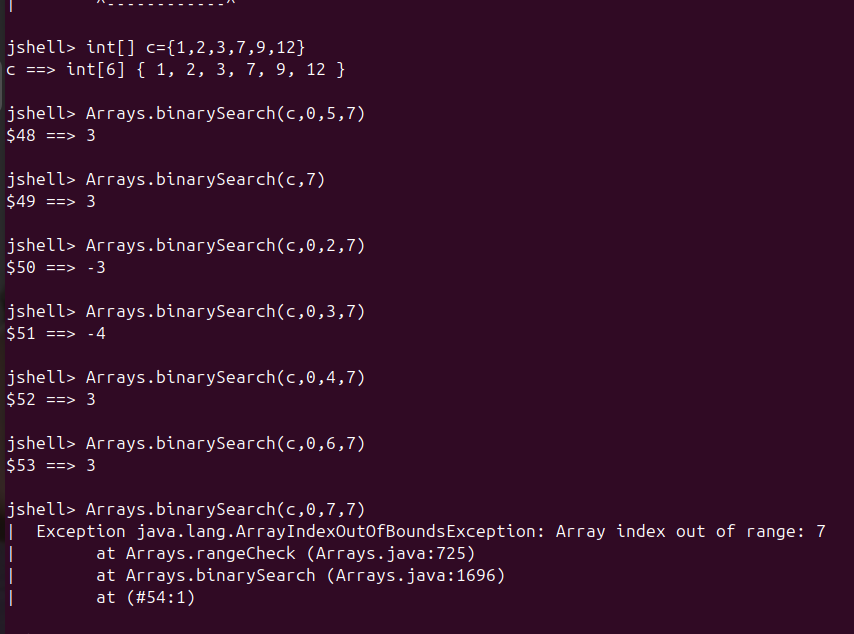 |        ^------------^
jshell> int[] c={1,2,3,7,9,12}
c ==> int[6] { 1, 2, 3, 7, 9, 12 }
jshell> Arrays.binarySearch(c,0,5,7)
$48 ==> 3
jshell> Arrays.binarySearch(c,7)
$49 ==> 3
jshell> Arrays.binarySearch(c,0,2,7)
$50 ==> -3
jshell> Arrays.binarySearch(c,0,3,7)
$51 ==> -4
jshell> Arrays.binarySearch(c,0,4,7)
$52 ==> 3
jshell> Arrays.binarySearch(c,0,6,7)
$53 ==> 3
jshell> Arrays.binarySearch(c,0,7,7)
|  Exception java.lang.ArrayIndexOutOfBoundsException: Array index out of range: 7
|        at Arrays.rangeCheck (Arrays.java:725)
|        at Arrays.binarySearch (Arrays.java:1696)
|        at (#54:1)